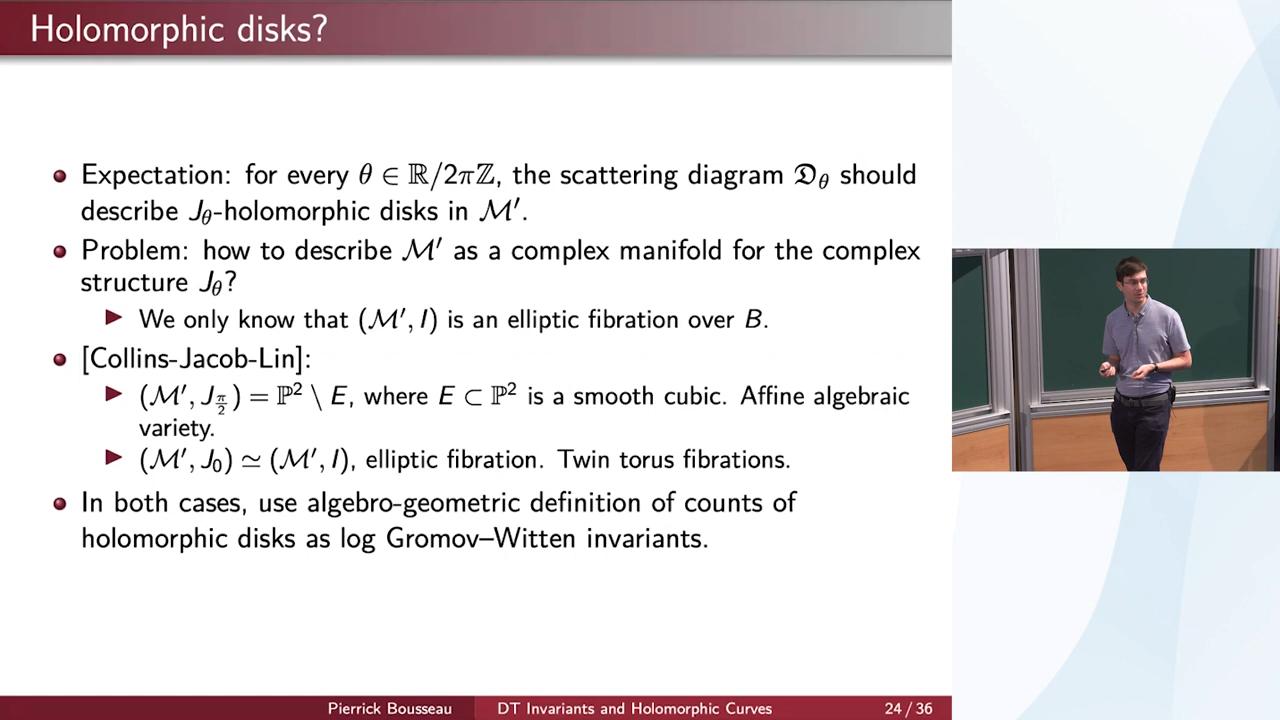 Holomorphic disks?
Expectation: for every θ ∈ ℝ/2πℤ, the scattering diagram 𝔇_θ should
describe J_θ-holomorphic disks in ℳ′.
Problem: how to describe ℳ′ as a complex manifold for the complex
structure J_θ?
We only know that (ℳ′, I) is an elliptic fibration over B.
[Collins-Jacob-Lin]:
(ℳ′, J_{π/2}) = ℙ² \ E, where E ⊂ ℙ² is a smooth cubic. Affine algebraic
variety.
(ℳ′, J₀) ≃ (ℳ′, I), elliptic fibration. Twin torus fibrations.
In both cases, use algebro-geometric definition of counts of
holomorphic disks as log Gromov–Witten invariants.
Pierrick Bousseau DT Invariants and Holomorphic Curves 24 / 36